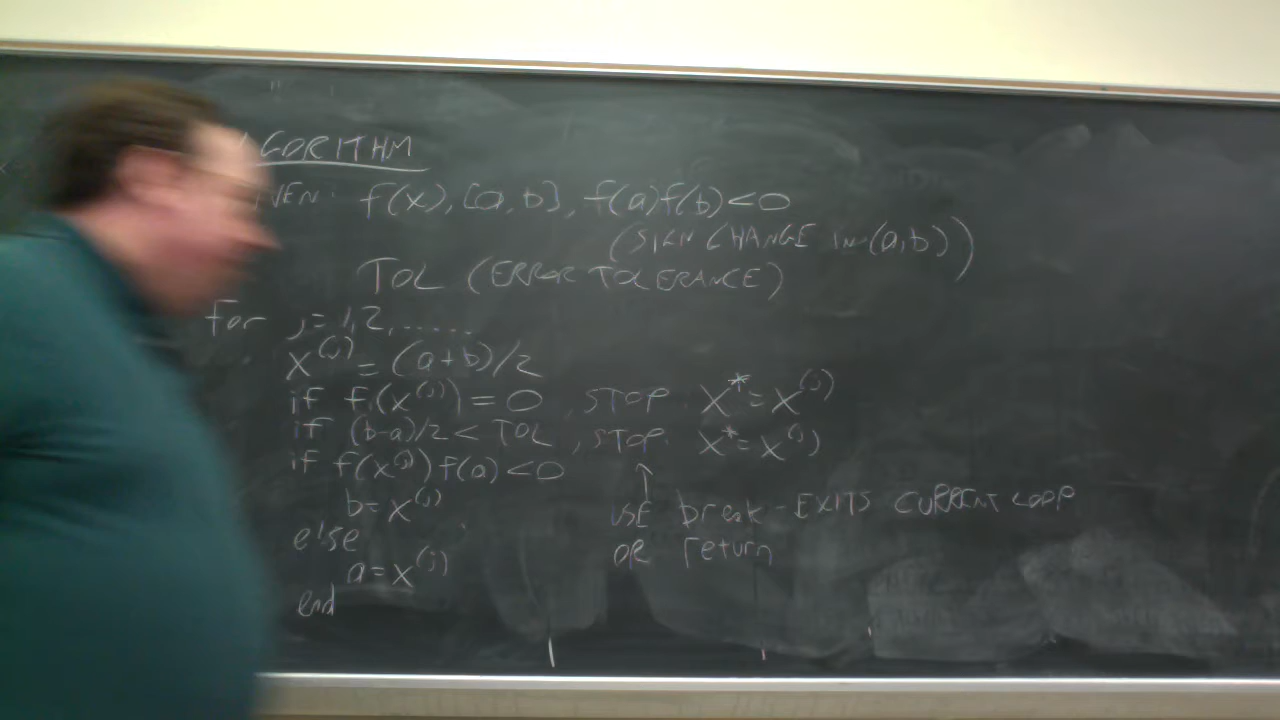 ALGORITHM
GIVEN: f(x), [a,b], f(a)f(b)<0
(SIGN CHANGE IN (a,b))
TOL (ERROR TOLERANCE)
For j=1,2,......
x^(j) = (a+b)/2
if f(x^(j)) = 0, STOP. x*=x^(j)
if (b-a)/2 < TOL, STOP. x*=x^(j)
if f(x^(j))f(a)<0
b=x^(j)
else
a=x^(j)
end
↑
USE break - EXITS CURRENT LOOP
OR return